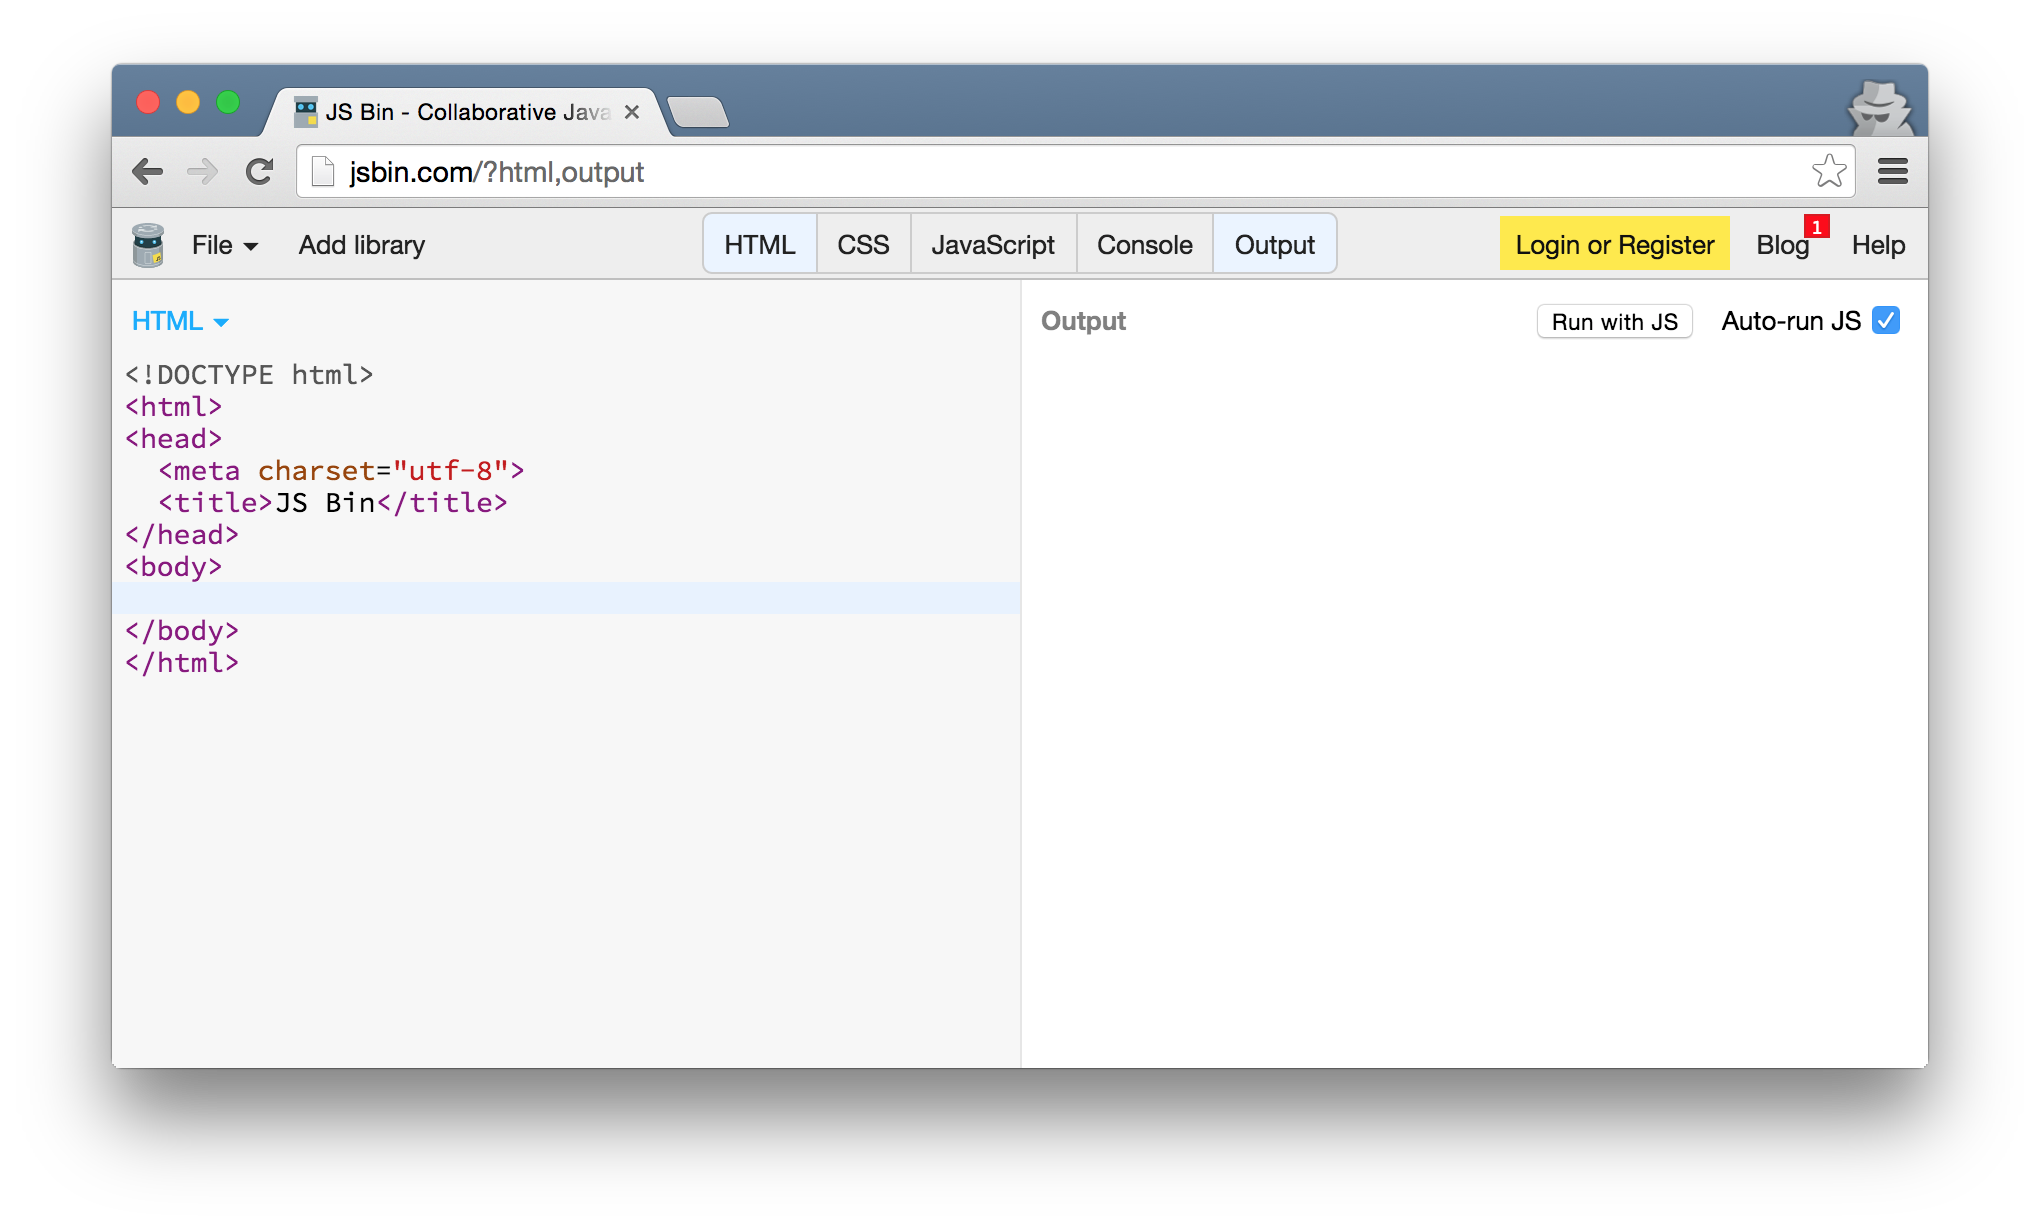 JS Bin - Collaborative Java
jsbin.com/?html,output
File Add library HTML CSS JavaScript Console Output Login or Register Blog 1 Help
HTML
Output Run with JS Auto-run JS
<!DOCTYPE html>
<html>
<head>
  <meta charset="utf-8">
  <title>JS Bin</title>
</head>
<body>
</body>
</html>